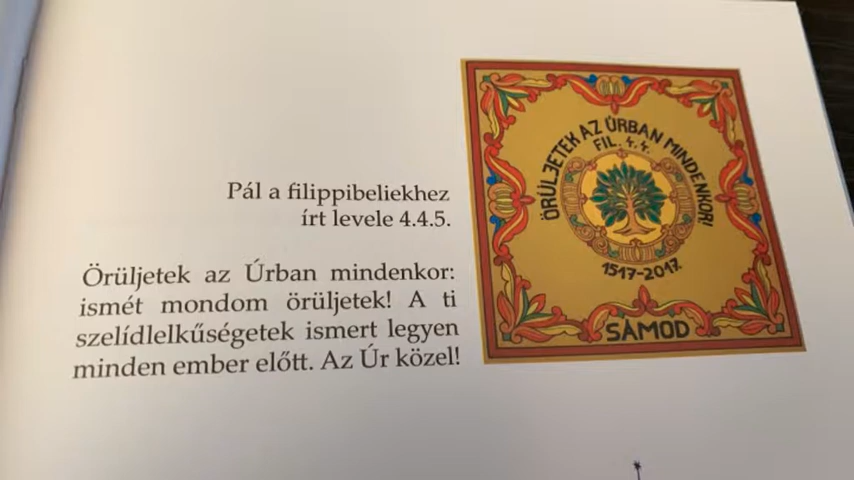 Pál a filippibeliekhez
írt levele 4.4.5.
Örüljetek az Úrban mindenkor:
ismét mondom örüljetek! A ti
szelídlelkűségetek ismert legyen
minden ember előtt. Az Úr közel!
ÖRÜLJETEK AZ ÚRBAN MINDENKOR!
FIL. 4.4.
1517-2017.
SÁMOD